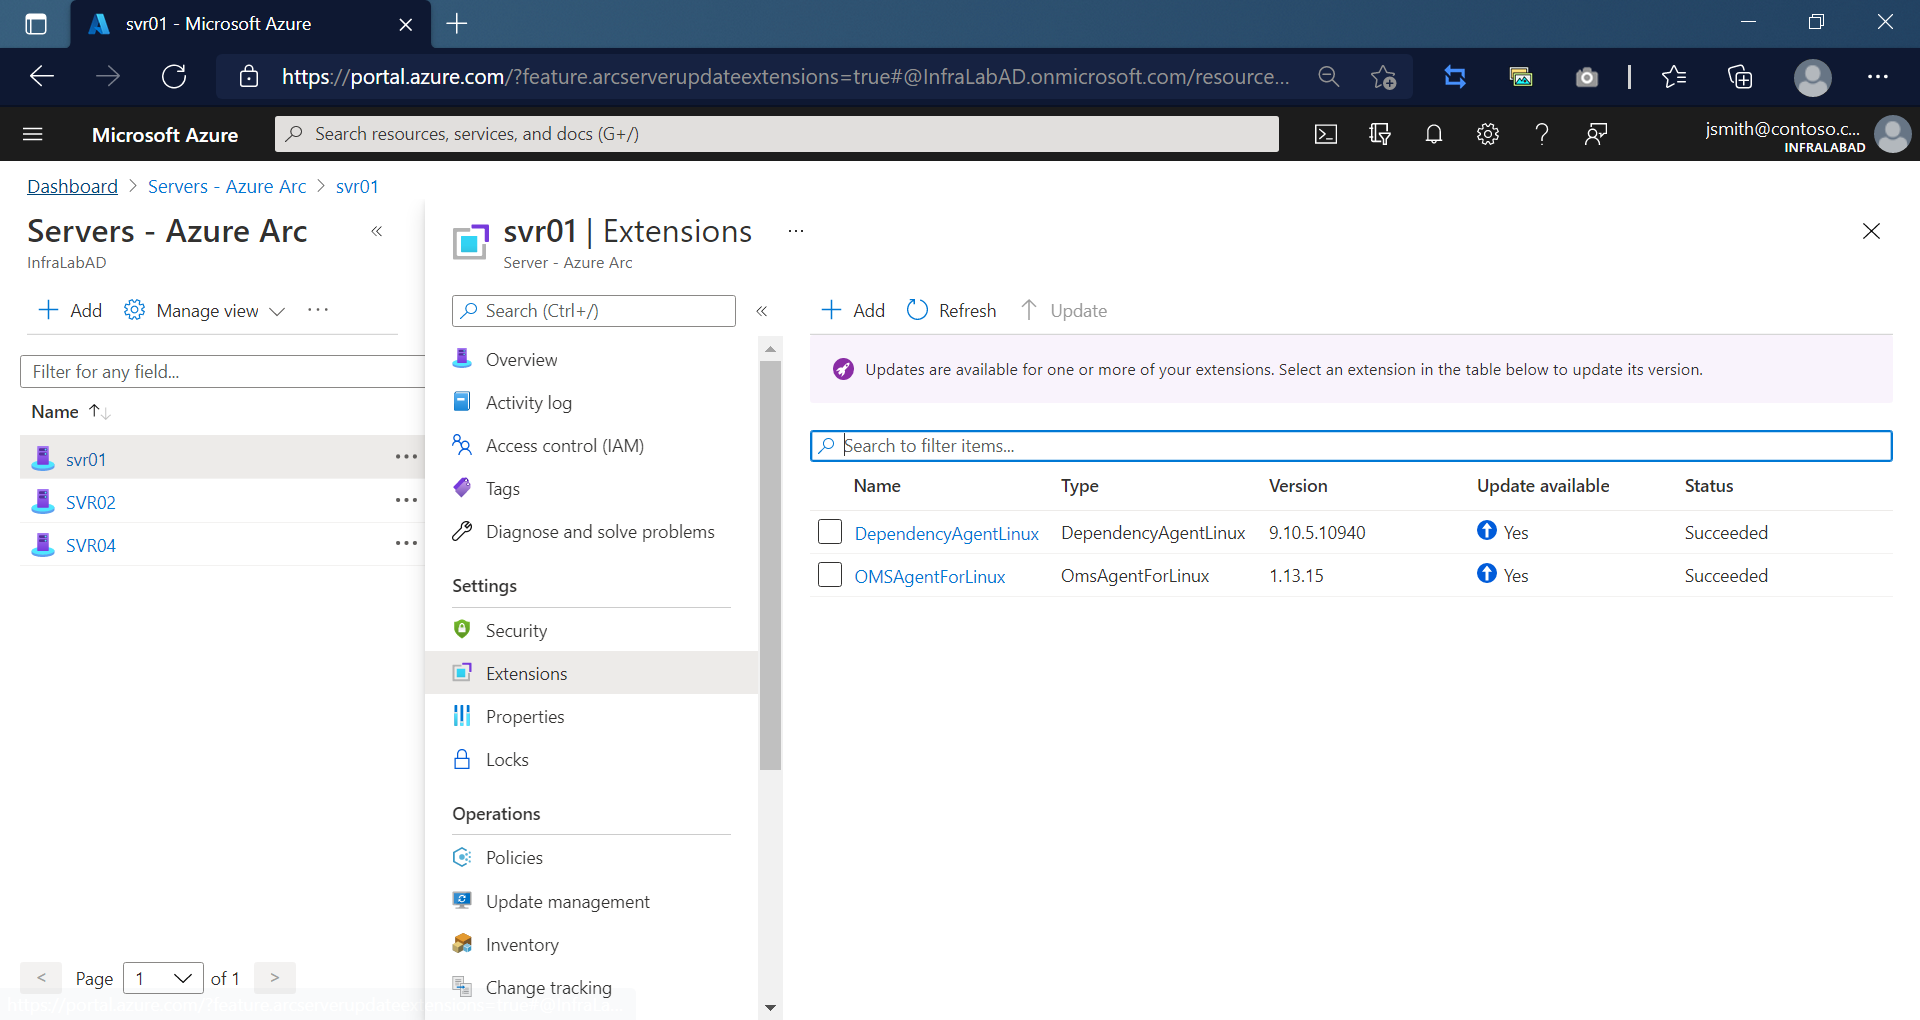 svr01 - Microsoft Azure
https://portal.azure.com/?feature.arcserverupdateextensions=true#@InfraLabAD.onmicrosoft.com/resource...
Microsoft Azure
Search resources, services, and docs (G+/)
jsmith@contoso.c...
INFRALABAD
Dashboard > Servers - Azure Arc > svr01
Servers - Azure Arc
InfraLabAD
Add
Manage view
Filter for any field...
Name
svr01
SVR02
SVR04
< Page 1 of 1 >
svr01 | Extensions
Server - Azure Arc
Search (Ctrl+/)
Overview
Activity log
Access control (IAM)
Tags
Diagnose and solve problems
Settings
Security
Extensions
Properties
Locks
Operations
Policies
Update management
Inventory
Change tracking
Add Refresh Update
Updates are available for one or more of your extensions. Select an extension in the table below to update its version.
Search to filter items...
Name Type Version Update available Status
DependencyAgentLinux DependencyAgentLinux 9.10.5.10940 Yes Succeeded
OMSAgentForLinux OmsAgentForLinux 1.13.15 Yes Succeeded